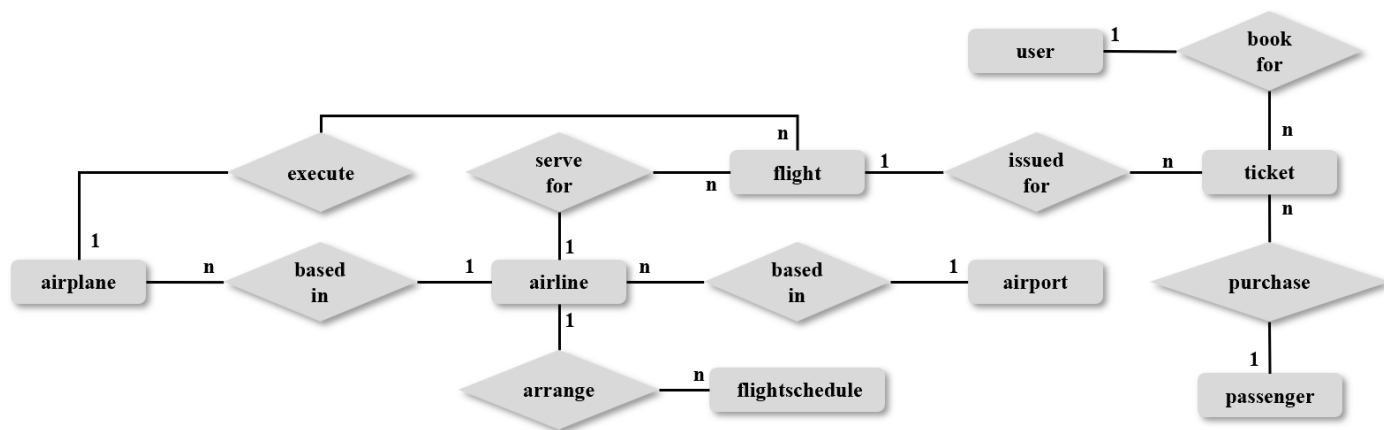 1
user
book
for
n
n
execute
serve
for
n
flight
1
issued
for
n
ticket
n
1
1
airplane
n
based
in
1
airline
n
based
in
1
airport
purchase
1
arrange
n
flightschedule
1
passenger